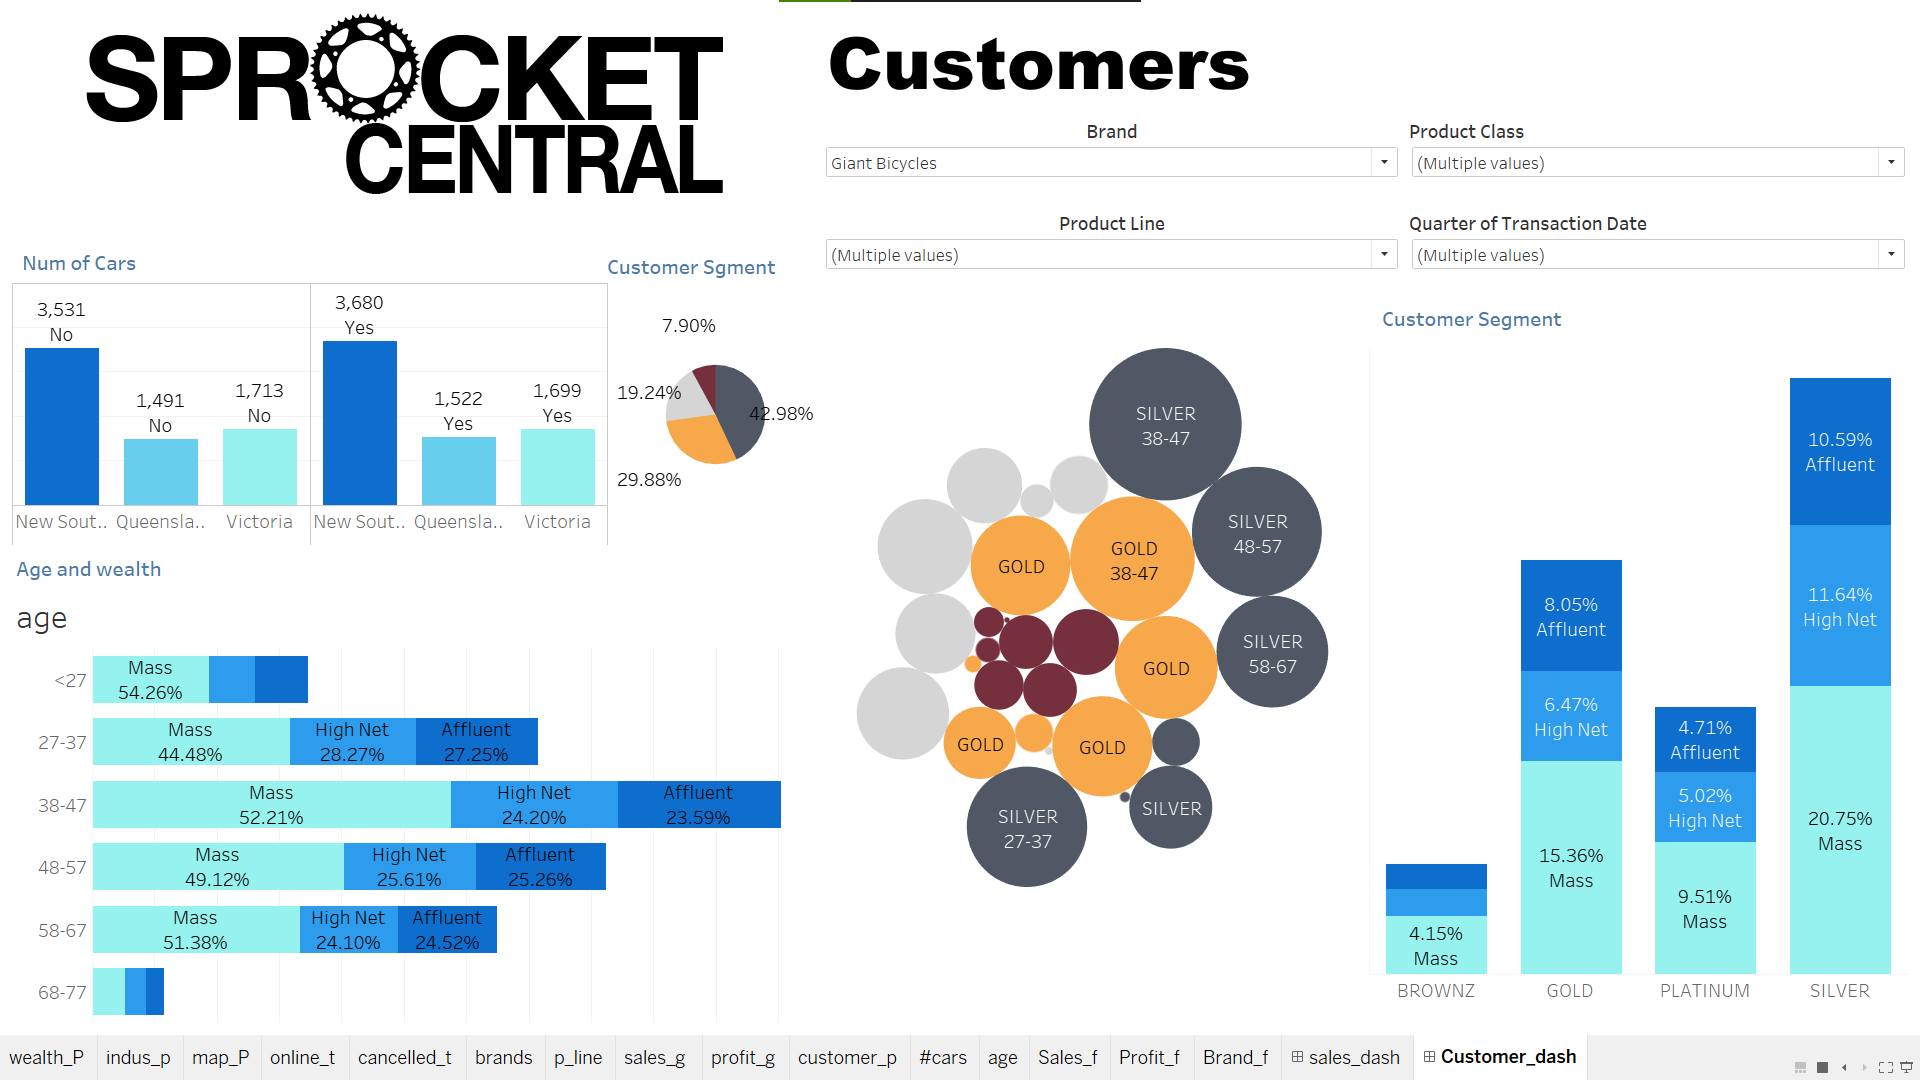 SPROCKET
CENTRAL
Customers
Brand
Giant Bicycles
Product Class
(Multiple values)
Product Line
(Multiple values)
Quarter of Transaction Date
(Multiple values)
Num of Cars
3,531
No
1,491
No
1,713
No
3,680
Yes
1,522
Yes
1,699
Yes
New Sout..
Queensla..
Victoria
New Sout..
Queensla..
Victoria
Customer Sgment
7.90%
19.24%
42.98%
29.88%
Age and wealth
age
<27
Mass
54.26%
27-37
Mass
44.48%
High Net
28.27%
Affluent
27.25%
38-47
Mass
52.21%
High Net
24.20%
Affluent
23.59%
48-57
Mass
49.12%
High Net
25.61%
Affluent
25.26%
58-67
Mass
51.38%
High Net
24.10%
Affluent
24.52%
68-77
SILVER
38-47
SILVER
48-57
GOLD
38-47
GOLD
SILVER
58-67
GOLD
GOLD
GOLD
SILVER
27-37
SILVER
Customer Segment
4.15%
Mass
8.05%
Affluent
6.47%
High Net
15.36%
Mass
4.71%
Affluent
5.02%
High Net
9.51%
Mass
10.59%
Affluent
11.64%
High Net
20.75%
Mass
BROWNZ
GOLD
PLATINUM
SILVER
wealth_P
indus_p
map_P
online_t
cancelled_t
brands
p_line
sales_g
profit_g
customer_p
#cars
age
Sales_f
Profit_f
Brand_f
sales_dash
Customer_dash